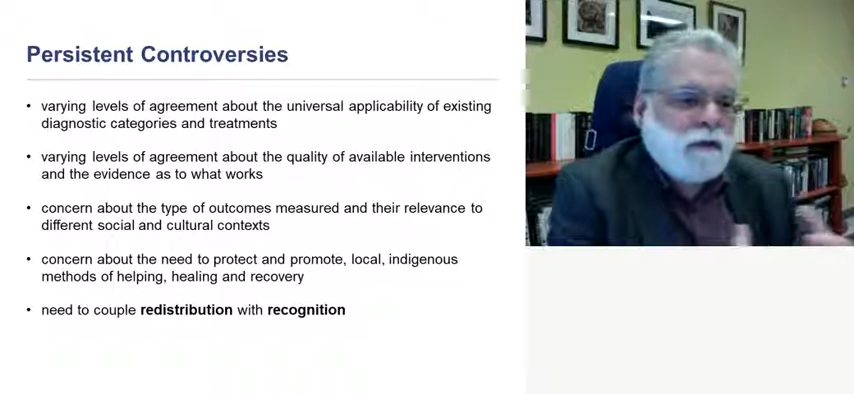 Persistent Controversies
• varying levels of agreement about the universal applicability of existing
diagnostic categories and treatments
• varying levels of agreement about the quality of available interventions
and the evidence as to what works
• concern about the type of outcomes measured and their relevance to
different social and cultural contexts
• concern about the need to protect and promote, local, indigenous
methods of helping, healing and recovery
• need to couple redistribution with recognition